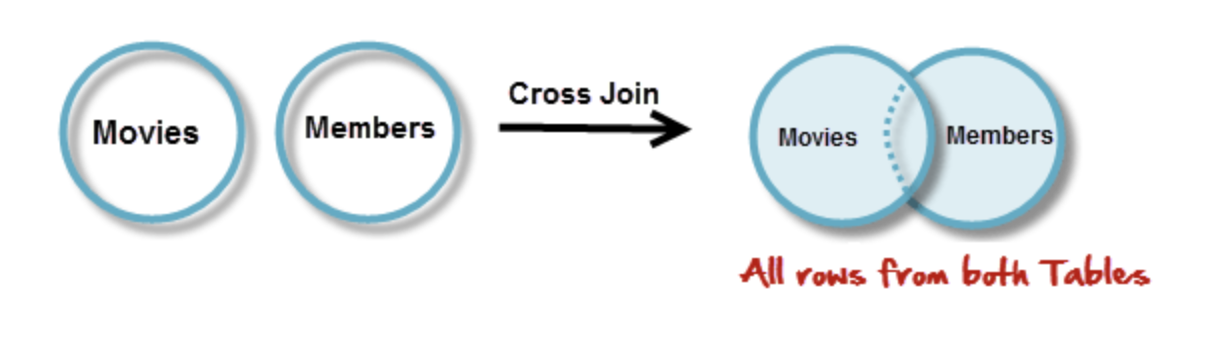 Movies
Members
Cross Join
Movies
Members
All rows from both Tables